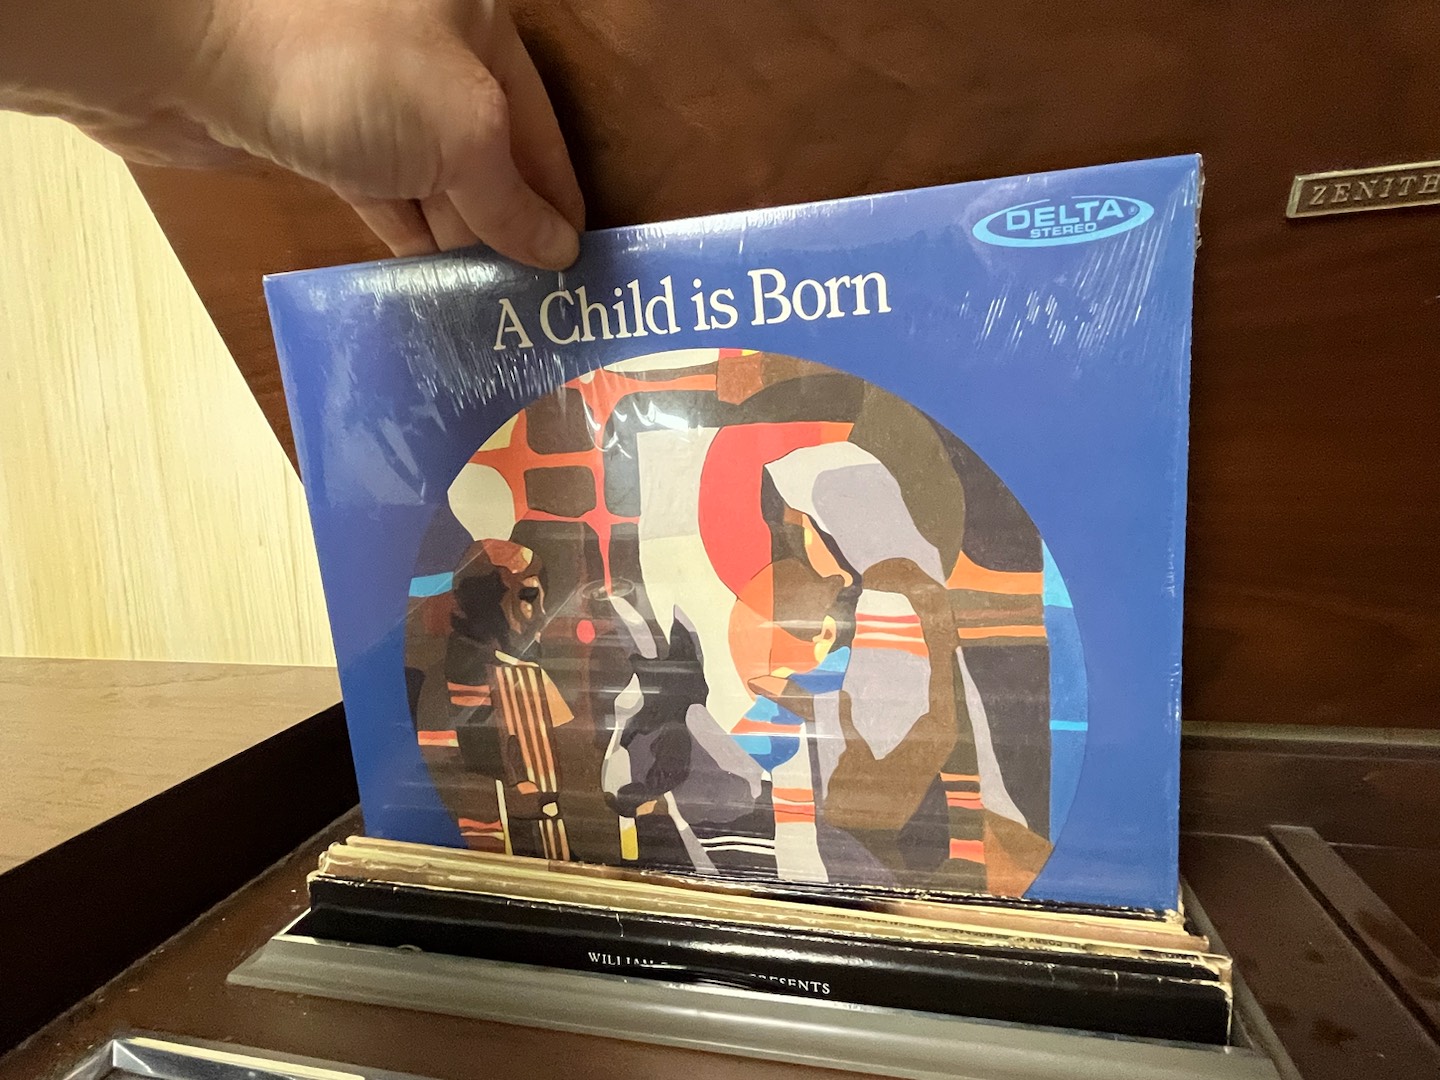 DELTA®
STEREO
A Child is Born
ZENITH
PRESENTS